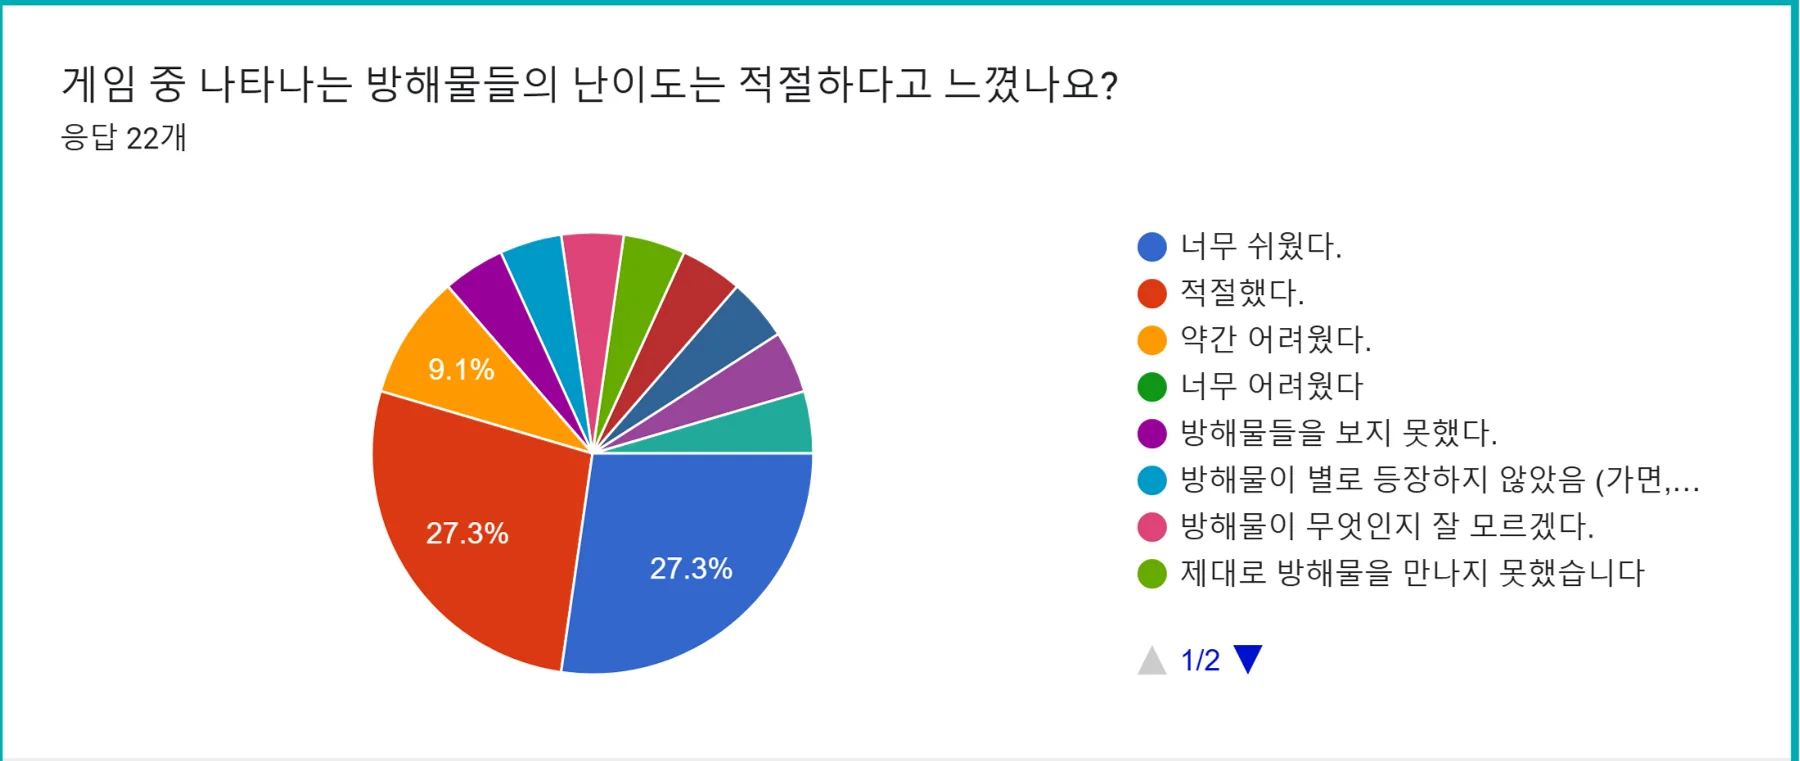 게임 중 나타나는 방해물들의 난이도는 적절하다고 느꼈나요?
응답 22개
너무 쉬웠다.
적절했다.
약간 어려웠다.
너무 어려웠다
방해물들을 보지 못했다.
방해물이 별로 등장하지 않았음 (가면,...
방해물이 무엇인지 잘 모르겠다.
제대로 방해물을 만나지 못했습니다
1/2
9.1%
27.3%
27.3%